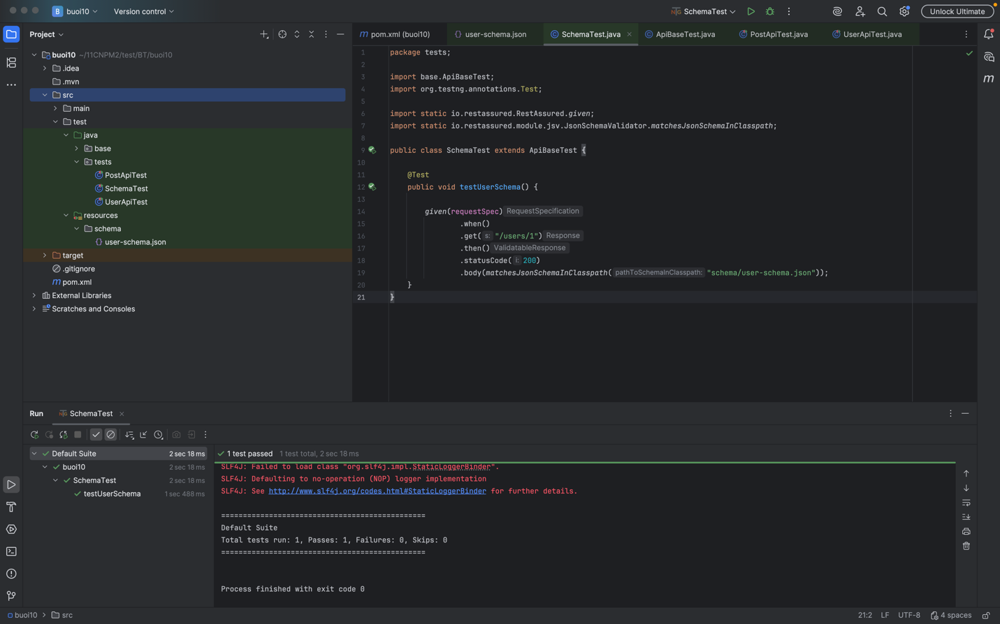 B buoi10
Version control
SchemaTest
Unlock Ultimate
Project
pom.xml (buoi10)
user-schema.json
SchemaTest.java
ApiBaseTest.java
PostApiTest.java
UserApiTest.java
buoi10 ~/11CNPM2/test/BT/buoi10
.idea
.mvn
src
main
test
java
base
tests
PostApiTest
SchemaTest
UserApiTest
resources
schema
user-schema.json
target
.gitignore
pom.xml
External Libraries
Scratches and Consoles
1 package tests;
2
3 import base.ApiBaseTest;
4 import org.testng.annotations.Test;
5
6 import static io.restassured.RestAssured.given;
7 import static io.restassured.module.jsv.JsonSchemaValidator.matchesJsonSchemaInClasspath;
8
9 public class SchemaTest extends ApiBaseTest {
10
11 @Test
12 public void testUserSchema() {
13
14 given(requestSpec) RequestSpecification
15 .when()
16 .get( s: "/users/1") Response
17 .then() ValidatableResponse
18 .statusCode( i: 200)
19 .body(matchesJsonSchemaInClasspath( pathToSchemaInClasspath: "schema/user-schema.json"));
20 }
21 }
Run
SchemaTest
Default Suite 2 sec 18 ms
buoi10 2 sec 18 ms
SchemaTest 2 sec 18 ms
testUserSchema 1 sec 488 ms
1 test passed 1 test total, 2 sec 18 ms
SLF4J: Failed to load class "org.slf4j.impl.StaticLoggerBinder".
SLF4J: Defaulting to no-operation (NOP) logger implementation
SLF4J: See http://www.slf4j.org/codes.html#StaticLoggerBinder for further details.
===============================================
Default Suite
Total tests run: 1, Passes: 1, Failures: 0, Skips: 0
===============================================
Process finished with exit code 0
buoi10 > src
21:2 LF UTF-8 4 spaces